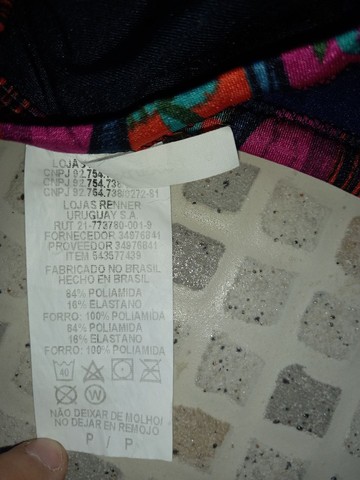 LOJAS
CNPJ 92.754.
CNPJ 92.754.738
CNPJ 92.754.738/0272-81
LOJAS RENNER
URUGUAY S.A
RUT 21-773780-001-9
FORNECEDOR 34976841
PROVEEDOR 34976841
ITEM 543577439
FABRICADO NO BRASIL
HECHO EN BRASIL
84% POLIAMIDA
16% ELASTANO
FORRO: 100% POLIAMIDA
84% POLIAMIDA
16% ELASTANO
FORRO: 100% POLIAMIDA
40
W
NÃO DEIXAR DE MOLHO/
NO DEJAR EN REMOJO
P / P